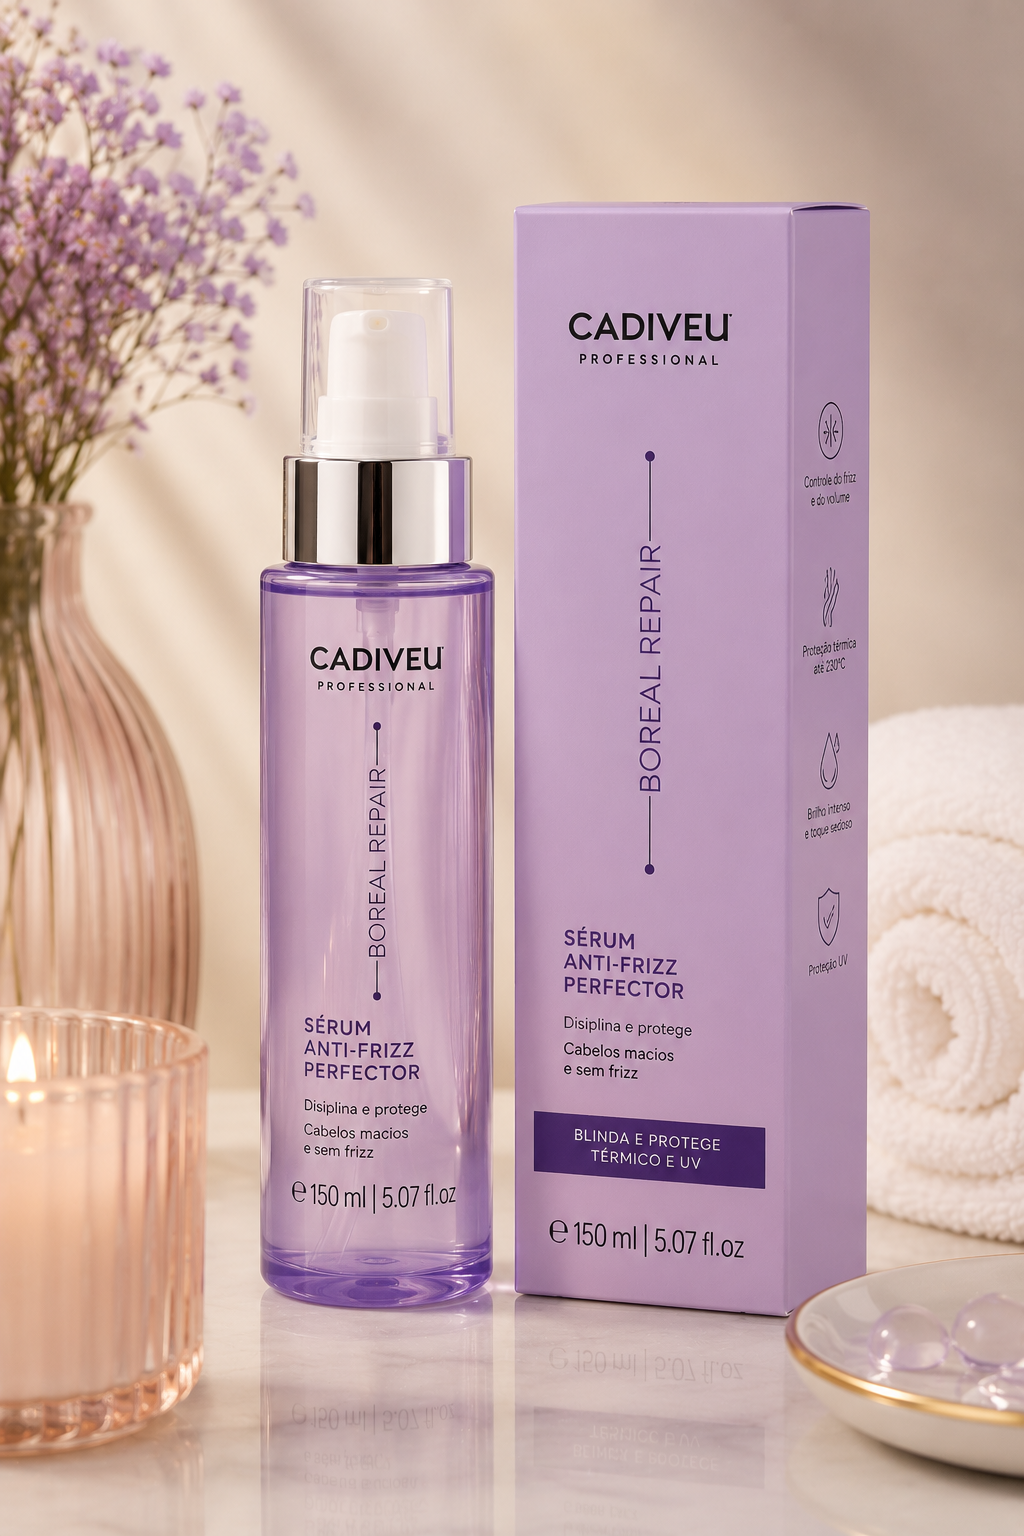 CADIVEU
PROFESSIONAL
BOREAL REPAIR
SÉRUM
ANTI-FRIZZ
PERFECTOR
Disiplina e protege
Cabelos macios
e sem frizz
℮ 150 ml | 5.07 fl.oz
CADIVEU
PROFESSIONAL
BOREAL REPAIR
SÉRUM
ANTI-FRIZZ
PERFECTOR
Disiplina e protege
Cabelos macios
e sem frizz
BLINDA E PROTEGE
TÉRMICO E UV
℮ 150 ml | 5.07 fl.oz
Controle do frizz
e do volume
Proteção térmica
até 230°C
Brilho intenso
e toque sedoso
Proteção UV